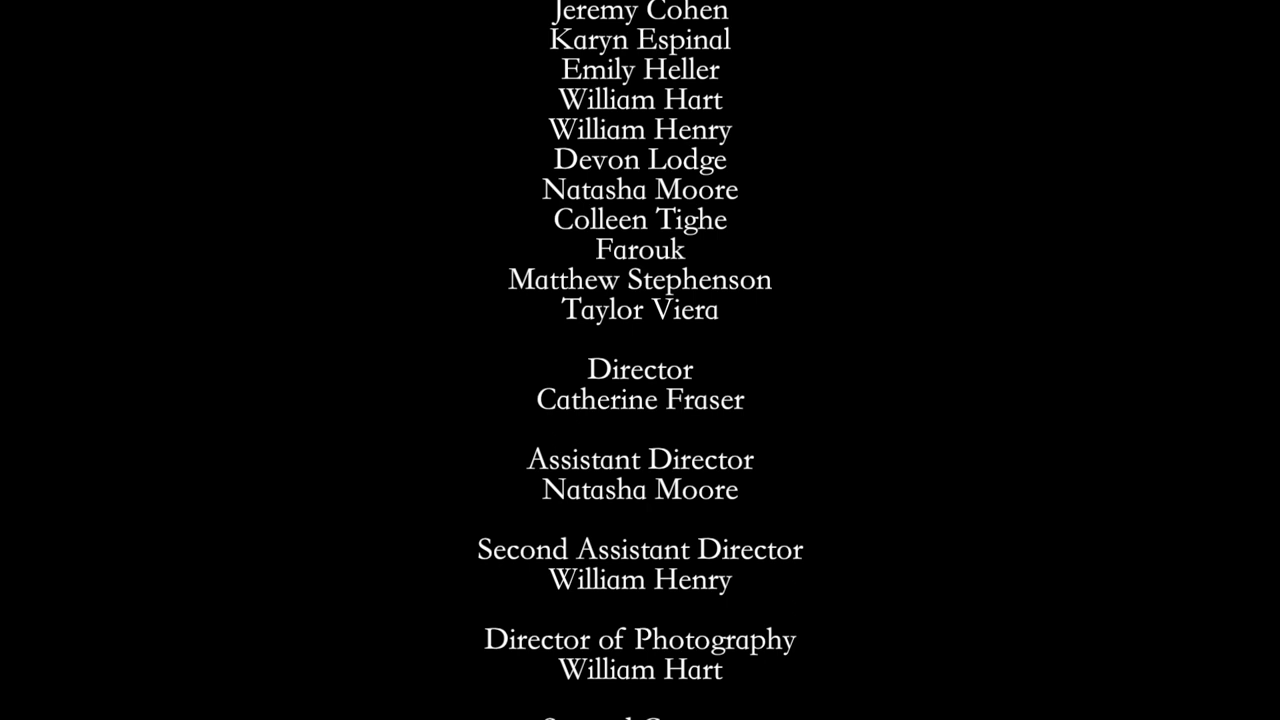 Jeremy Cohen
Karyn Espinal
Emily Heller
William Hart
William Henry
Devon Lodge
Natasha Moore
Colleen Tighe
Farouk
Matthew Stephenson
Taylor Viera
Director
Catherine Fraser
Assistant Director
Natasha Moore
Second Assistant Director
William Henry
Director of Photography
William Hart